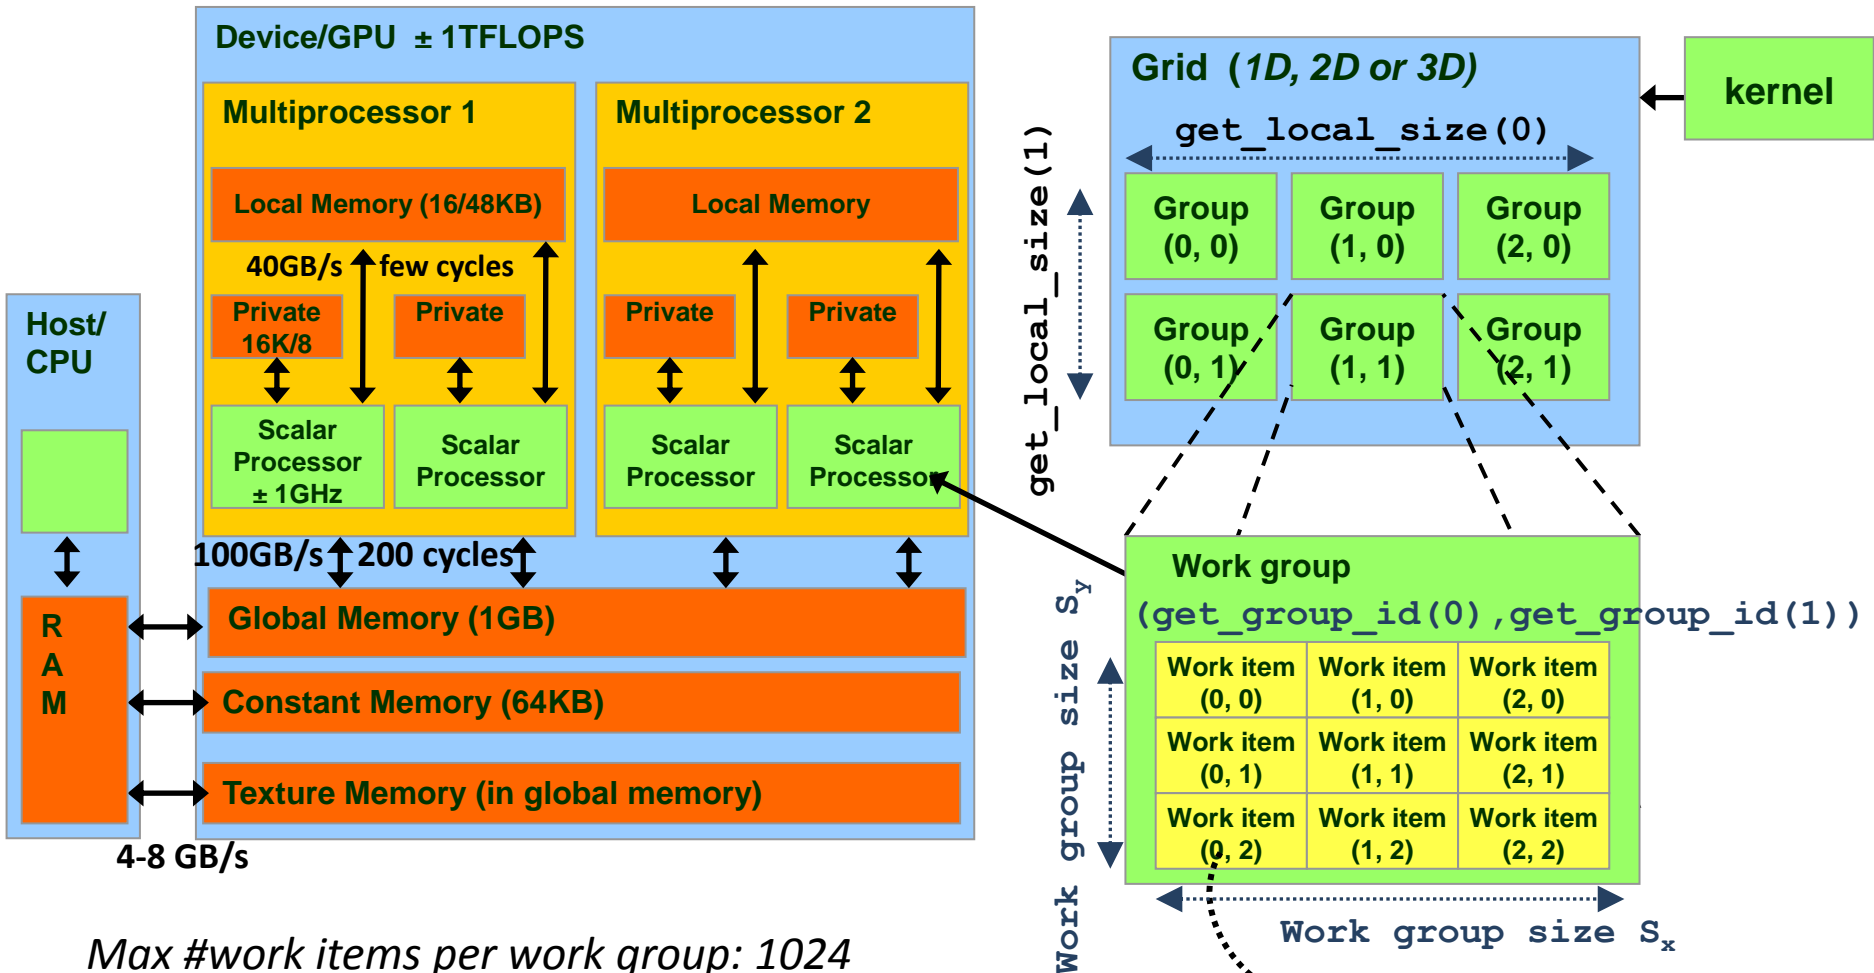 Device/GPU ± 1TFLOPS
Multiprocessor 1
Local Memory (16/48KB)
40GB/s few cycles
Private
16K/8
Private
Scalar
Processor
± 1GHz
Scalar
Processor
Multiprocessor 2
Local Memory
Private
Private
Scalar
Processor
Scalar
Processor
100GB/s 200 cycles
Global Memory (1GB)
Constant Memory (64KB)
Texture Memory (in global memory)
Host/
CPU
R
A
M
4-8 GB/s
Max #work items per work group: 1024
Grid (1D, 2D or 3D)
kernel
get_local_size(0)
get_local_size(1)
Group
(0, 0)
Group
(1, 0)
Group
(2, 0)
Group
(0, 1)
Group
(1, 1)
Group
(2, 1)
Work group
(get_group_id(0),get_group_id(1))
Work group size Sy
Work item
(0, 0)
Work item
(1, 0)
Work item
(2, 0)
Work item
(0, 1)
Work item
(1, 1)
Work item
(2, 1)
Work item
(0, 2)
Work item
(1, 2)
Work item
(2, 2)
Work group size Sx